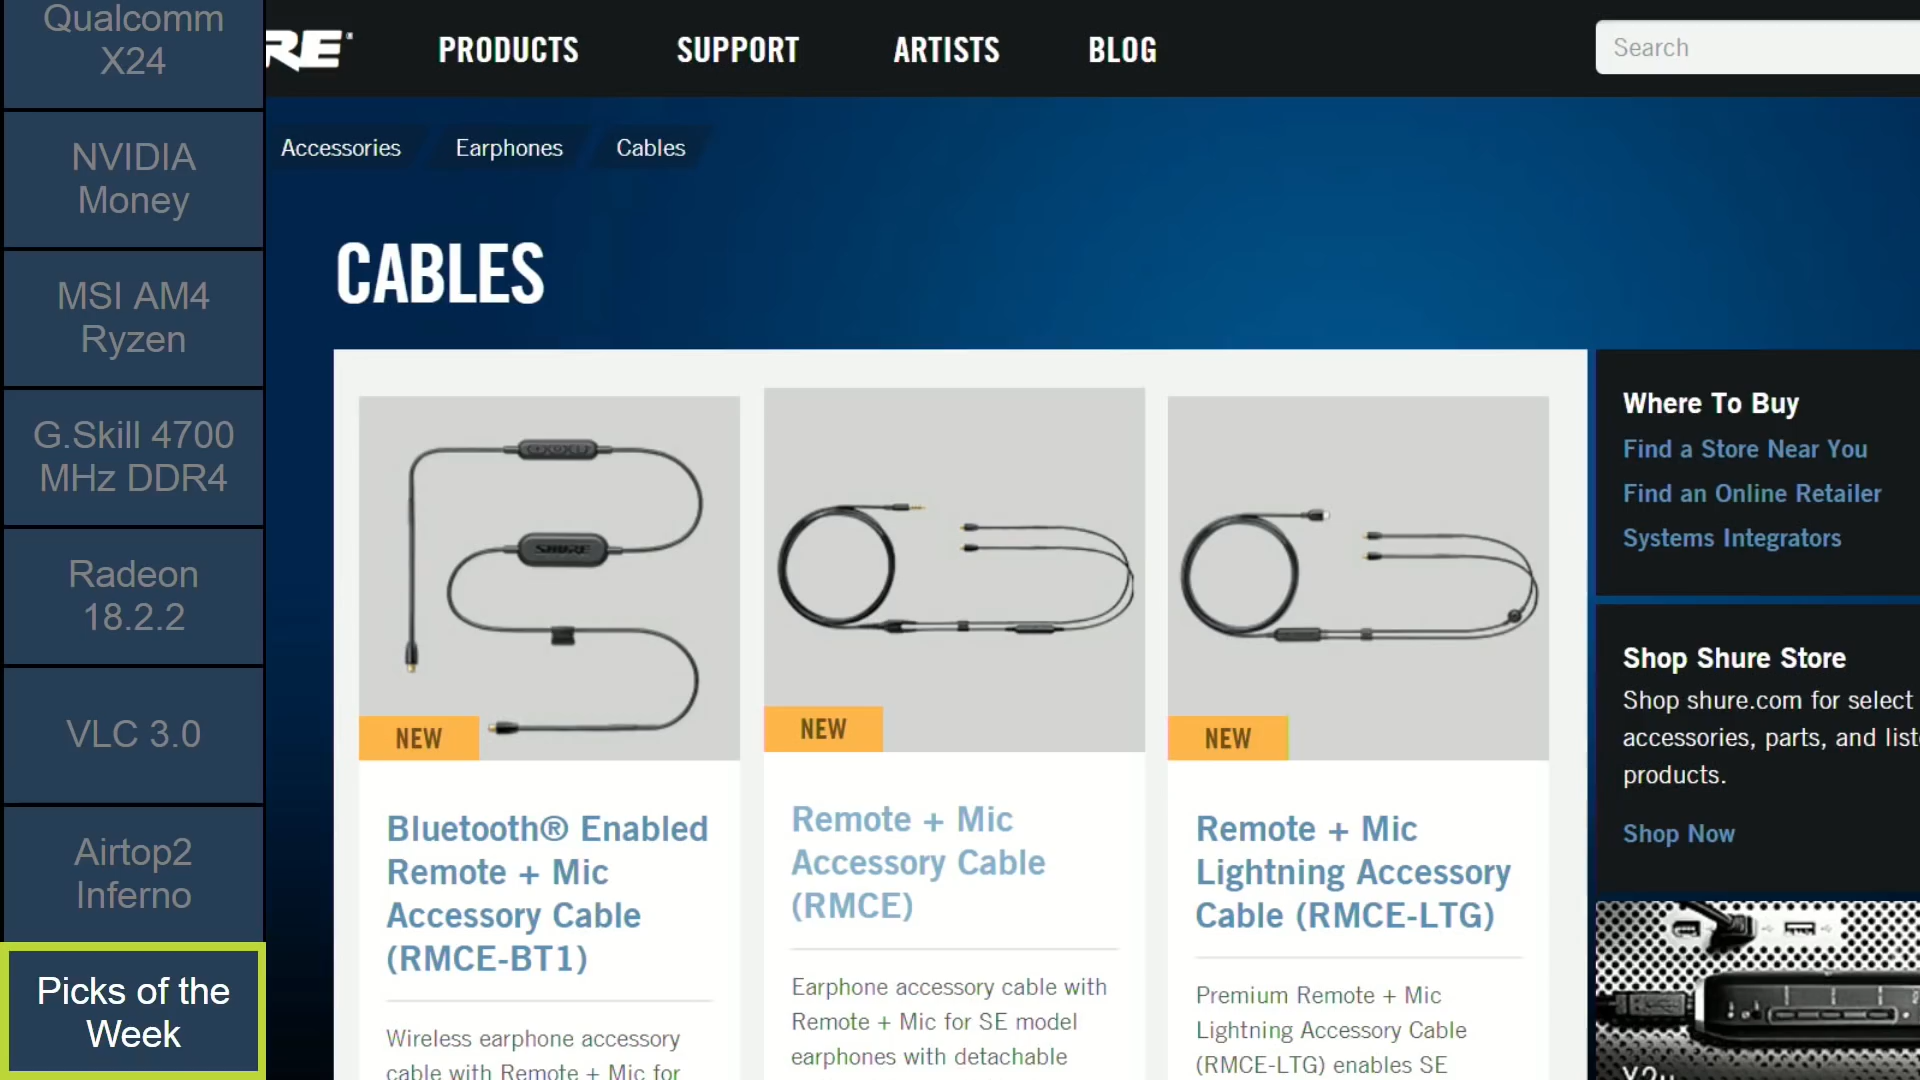 Qualcomm
X24
NVIDIA
Money
MSI AM4
Ryzen
G.Skill 4700
MHz DDR4
Radeon
18.2.2
VLC 3.0
Airtop2
Inferno
Picks of the
Week
RE
PRODUCTS
SUPPORT
ARTISTS
BLOG
Search
Accessories
Earphones
Cables
CABLES
SHURE
NEW
Bluetooth® Enabled
Remote + Mic
Accessory Cable
(RMCE-BT1)
Wireless earphone accessory
cable with Remote + Mic for
NEW
Remote + Mic
Accessory Cable
(RMCE)
Earphone accessory cable with
Remote + Mic for SE model
earphones with detachable
NEW
Remote + Mic
Lightning Accessory
Cable (RMCE-LTG)
Premium Remote + Mic
Lightning Accessory Cable
(RMCE-LTG) enables SE
Where To Buy
Find a Store Near You
Find an Online Retailer
Systems Integrators
Shop Shure Store
Shop shure.com for select
accessories, parts, and list
products.
Shop Now